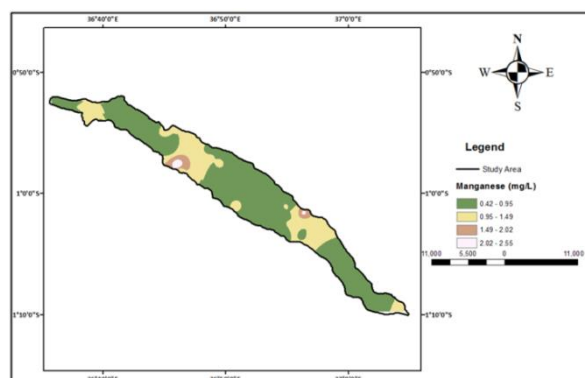 36°40'0"E 36°50'0"E 37°0'0"E
N
W E
S
0°50'0"S 0°50'0"S
Legend
Study Area
Manganese (mg/L)
0.42 - 0.95
0.95 - 1.49
1.49 - 2.02
2.02 - 2.55
1°0'0"S 1°0'0"S
11,000 5,500 0 11,000
1°10'0"S 1°10'0"S